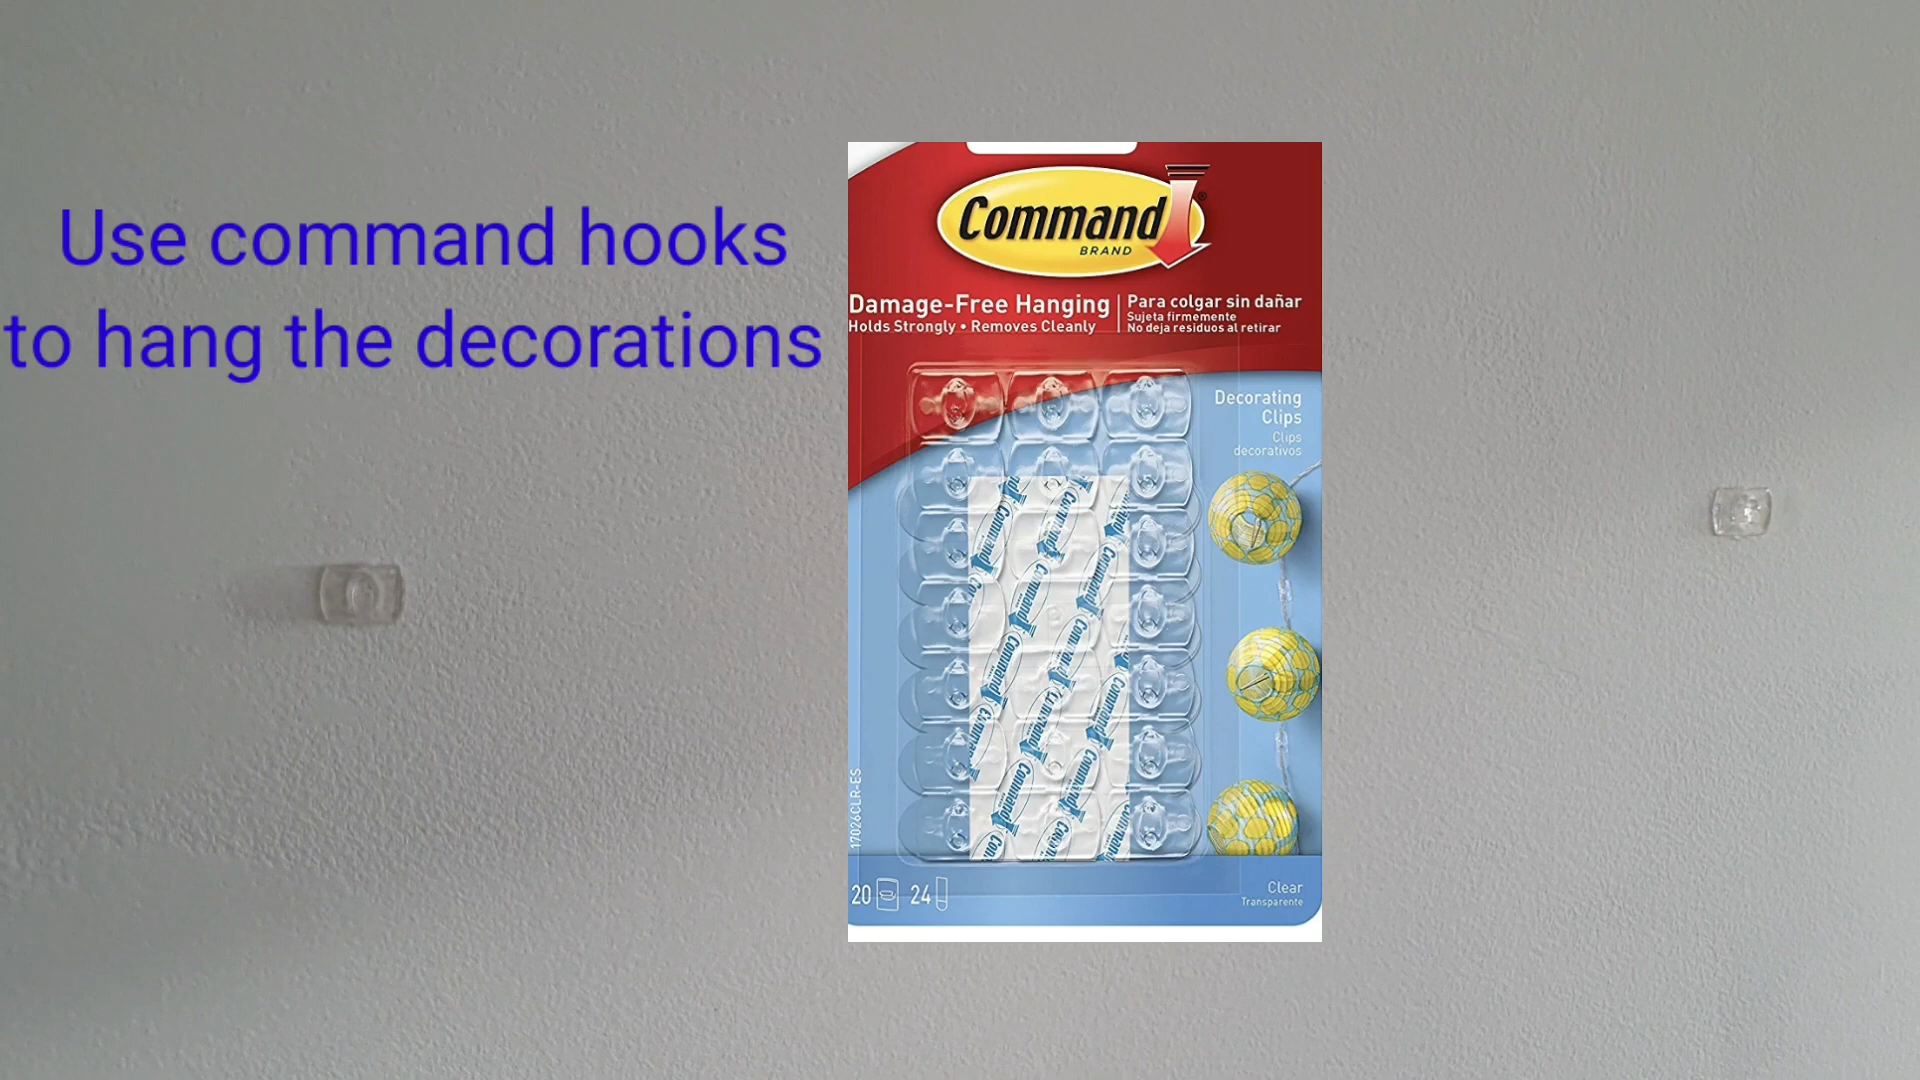 Use command hooks
to hang the decorations
Command
BRAND
Damage-Free Hanging
Holds Strongly • Removes Cleanly
Para colgar sin dañar
Sujeta firmemente
No deja residuos al retirar
Decorating
Clips
Clips
decorativos
17026CLR-ES
20 24
Clear
Transparente